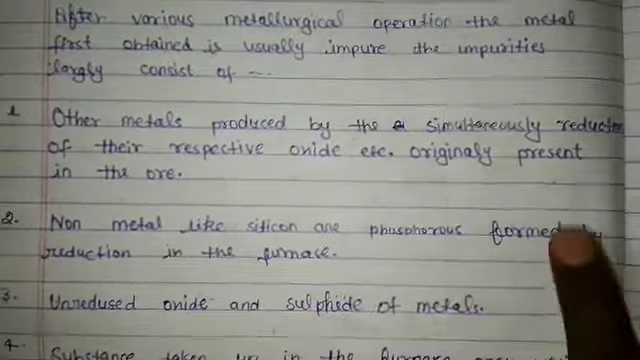 After various metallurgical operation the metal
first obtained is usually impure the impurities
largly consist of --
1 Other metals produced by the simultaneously reduction
of their respective oxide etc. originaly present
in the ore.
2. Non metal like silicon are phosphorous formed by
reduction in the furnace.
3. Unredused oxide and sulphide of metals.
4. Substance taken up in the furnace